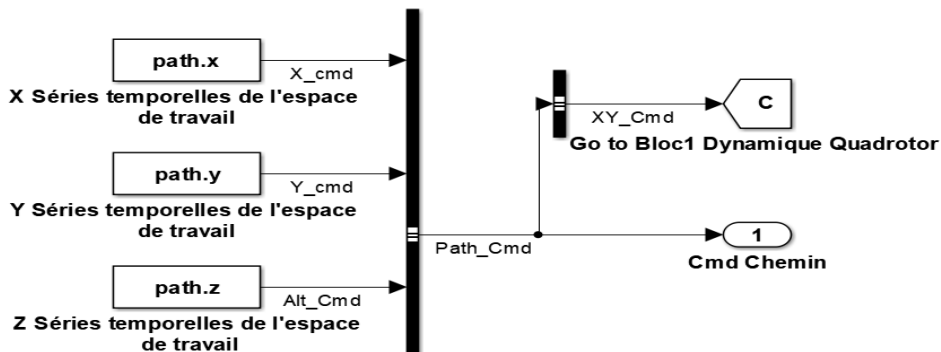 path.x
X_cmd
X Séries temporelles de l'espace
de travail
path.y
Y_cmd
Y Séries temporelles de l'espace
de travail
path.z
Alt_Cmd
Z Séries temporelles de l'espace
de travail
Path_Cmd
XY_Cmd
C
Go to Bloc1 Dynamique Quadrotor
1
Cmd Chemin